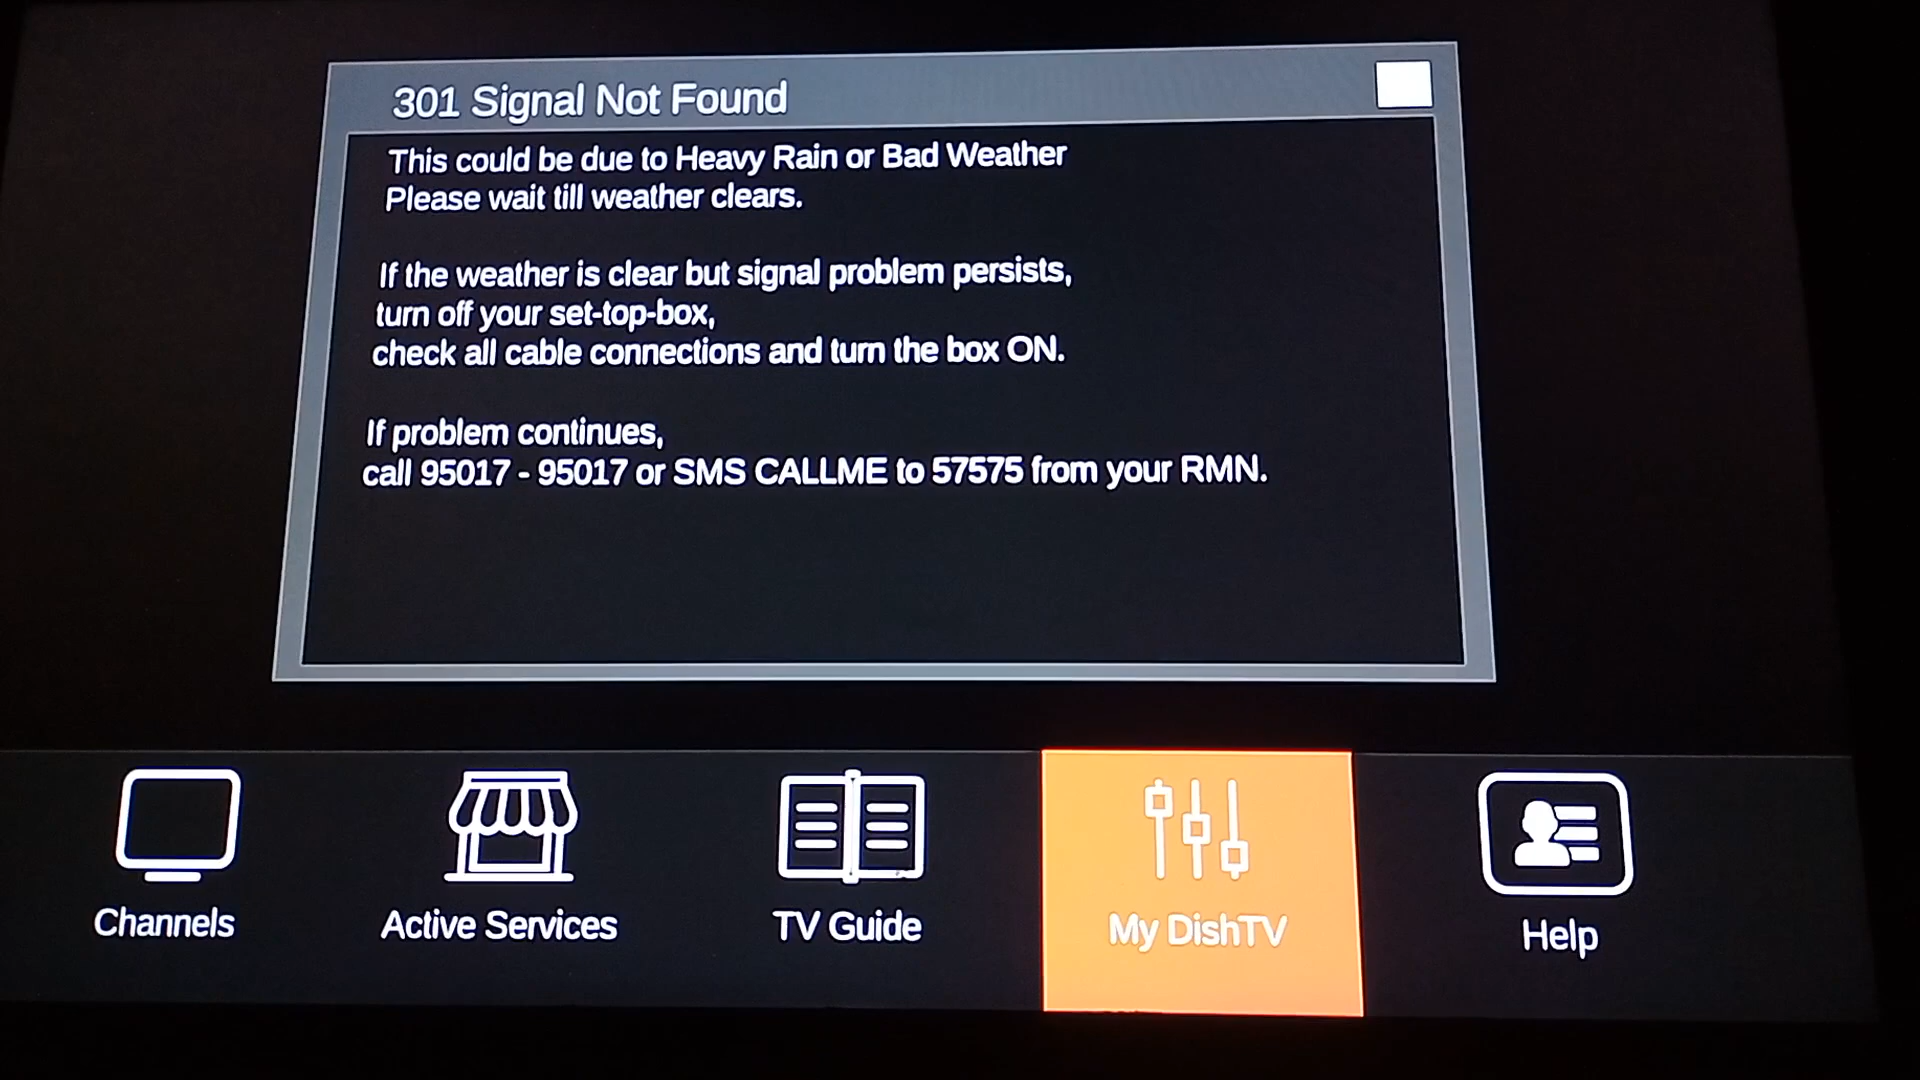 301 Signal Not Found
This could be due to Heavy Rain or Bad Weather
Please wait till weather clears.
If the weather is clear but signal problem persists,
turn off your set-top-box,
check all cable connections and turn the box ON.
If problem continues,
call 95017 - 95017 or SMS CALLME to 57575 from your RMN.
Channels
Active Services
TV Guide
My DishTV
Help